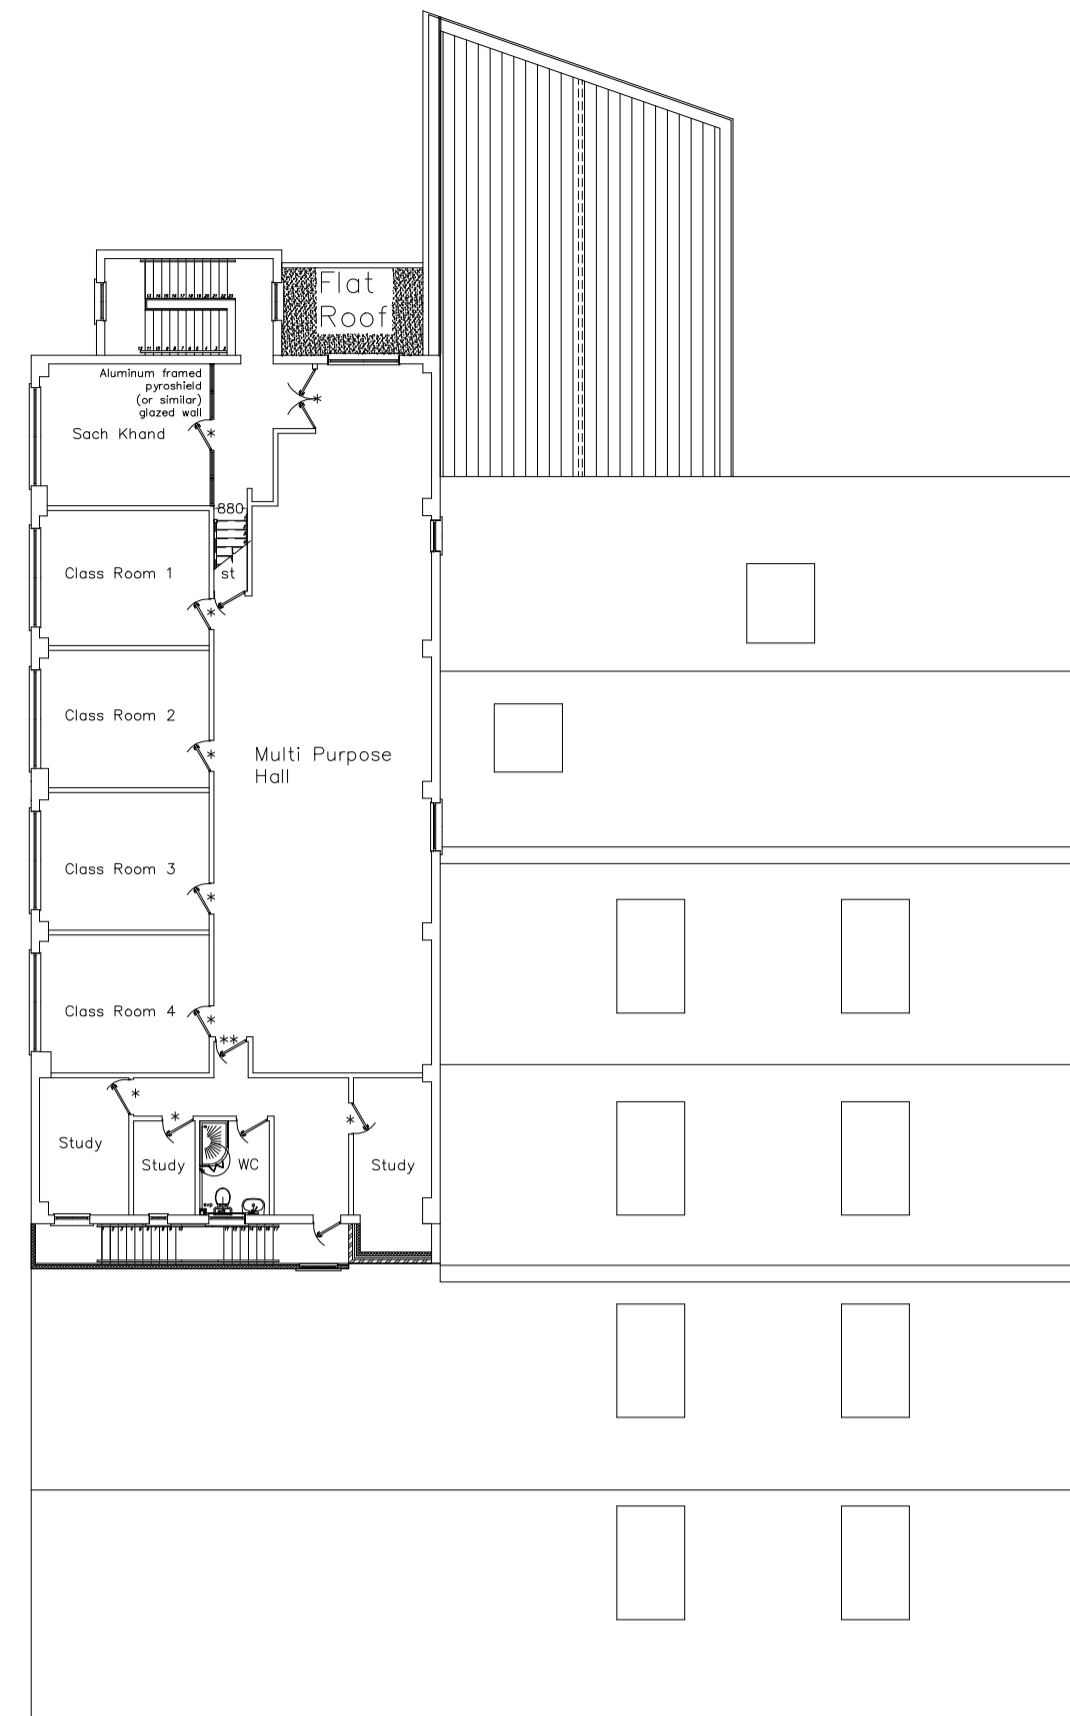 Flat
Roof
Aluminum framed
pyroshield
(or similar)
glazed wall
*
*
Sach Khand
880
Class Room 1
st
*
Class Room 2
*
Multi Purpose
Hall
Class Room 3
*
Class Room 4
*
**
*
*
*
Study
Study
WC
Study